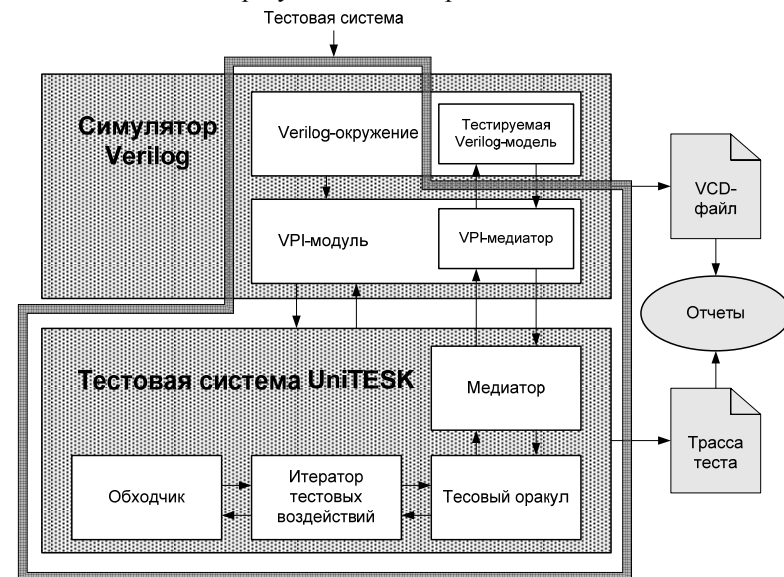 Тестовая система
Симулятор
Verilog
Verilog-окружение
Тестируемая
Verilog-модель
VPI-модуль
VPI-медиатор
VCD-
файл
Отчеты
Тестовая система UniTESK
Медиатор
Трасса
теста
Обходчик
Итератор
тестовых
воздействий
Тесовый оракул